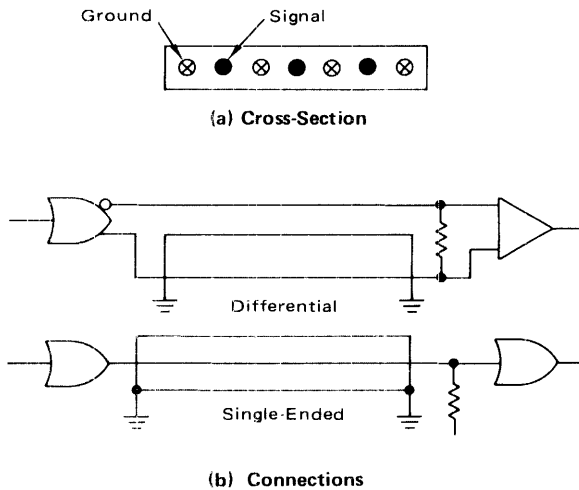 Ground Signal
(a) Cross-Section
Differential
Single-Ended
(b) Connections